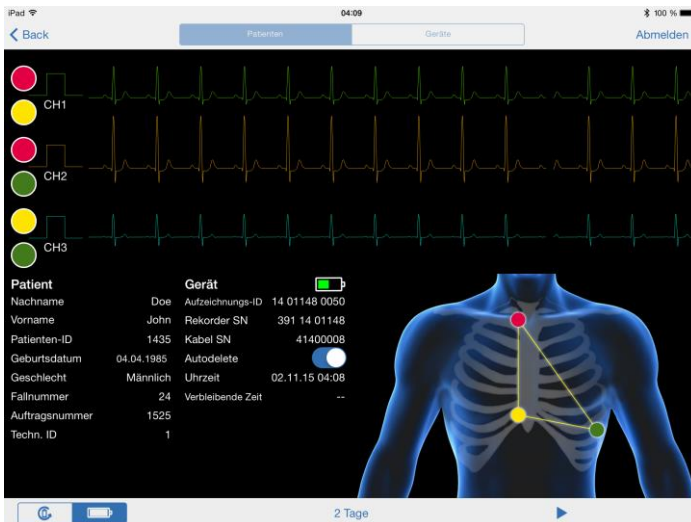 iPad 04:09 100 %
Back Patienten Geräte Abmelden
CH1
CH2
CH3
Patient
Nachname Doe
Vorname John
Patienten-ID 1435
Geburtsdatum 04.04.1985
Geschlecht Männlich
Fallnummer 24
Auftragsnummer 1525
Techn. ID 1
Gerät
Aufzeichnungs-ID 14 01148 0050
Rekorder SN 391 14 01148
Kabel SN 41400008
Autodelete
Uhrzeit 02.11.15 04:08
Verbleibende Zeit --
2 Tage